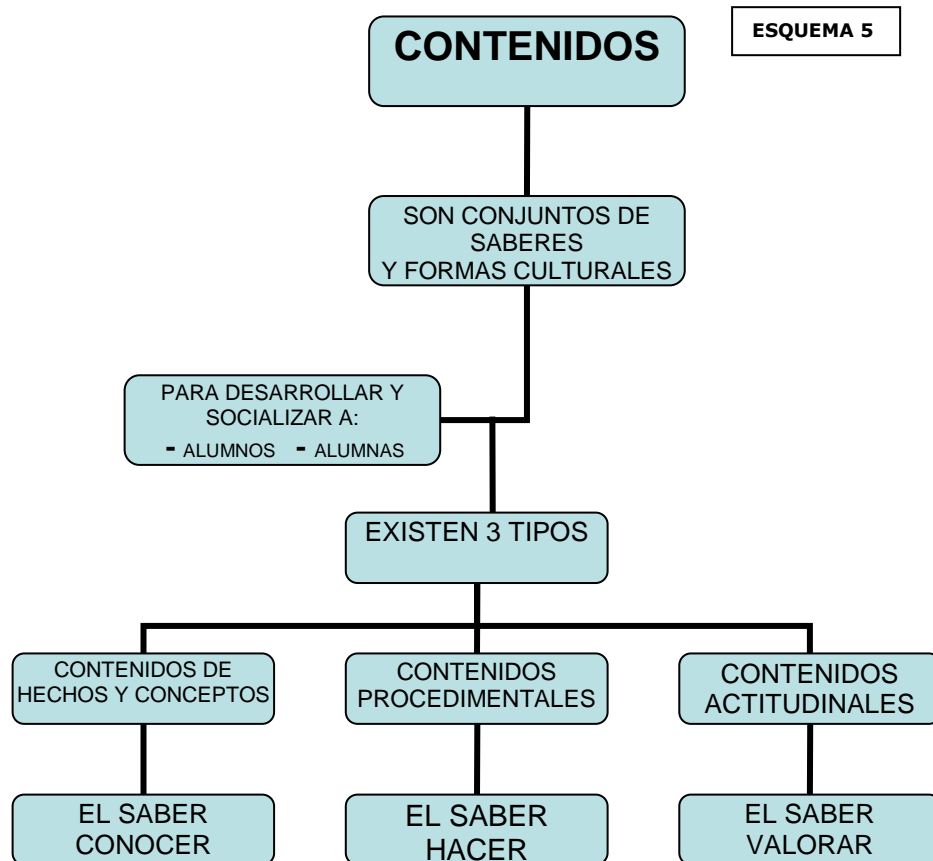 CONTENIDOS
ESQUEMA 5
SON CONJUNTOS DE
SABERES
Y FORMAS CULTURALES
PARA DESARROLLAR Y
SOCIALIZAR A:
- ALUMNOS - ALUMNAS
EXISTEN 3 TIPOS
CONTENIDOS DE
HECHOS Y CONCEPTOS
CONTENIDOS
PROCEDIMENTALES
CONTENIDOS
ACTITUDINALES
EL SABER
CONOCER
EL SABER
HACER
EL SABER
VALORAR